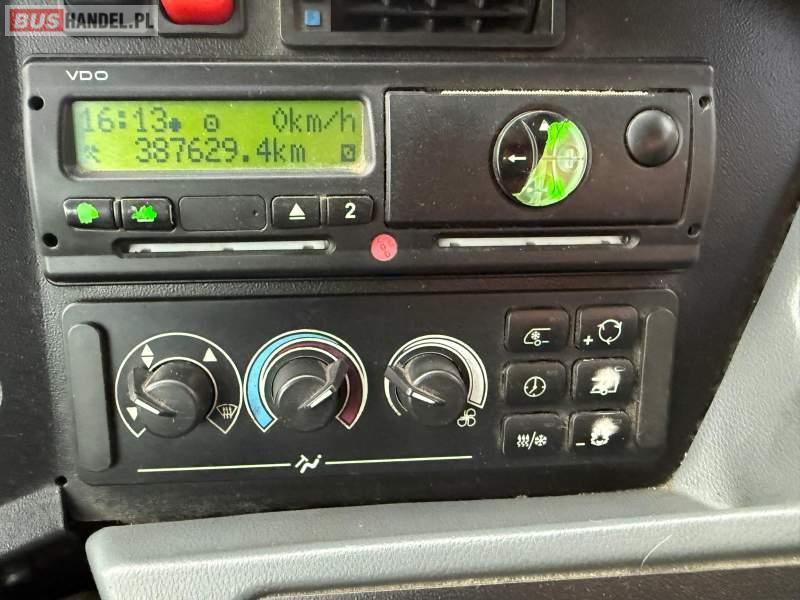 BUSHANDEL.PL
VDO
16:13 0km/h
387629.4km
2
+
-